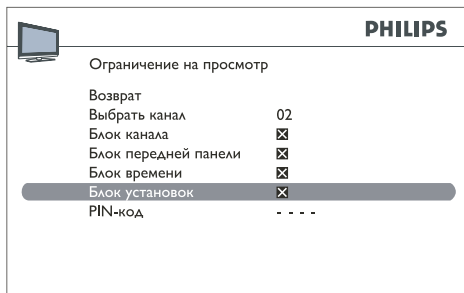 PHILIPS
Ограничение на просмотр
Возврат
Выбрать канал 02
Блок канала
Блок передней панели
Блок времени
Блок установок
PIN-код - - - -